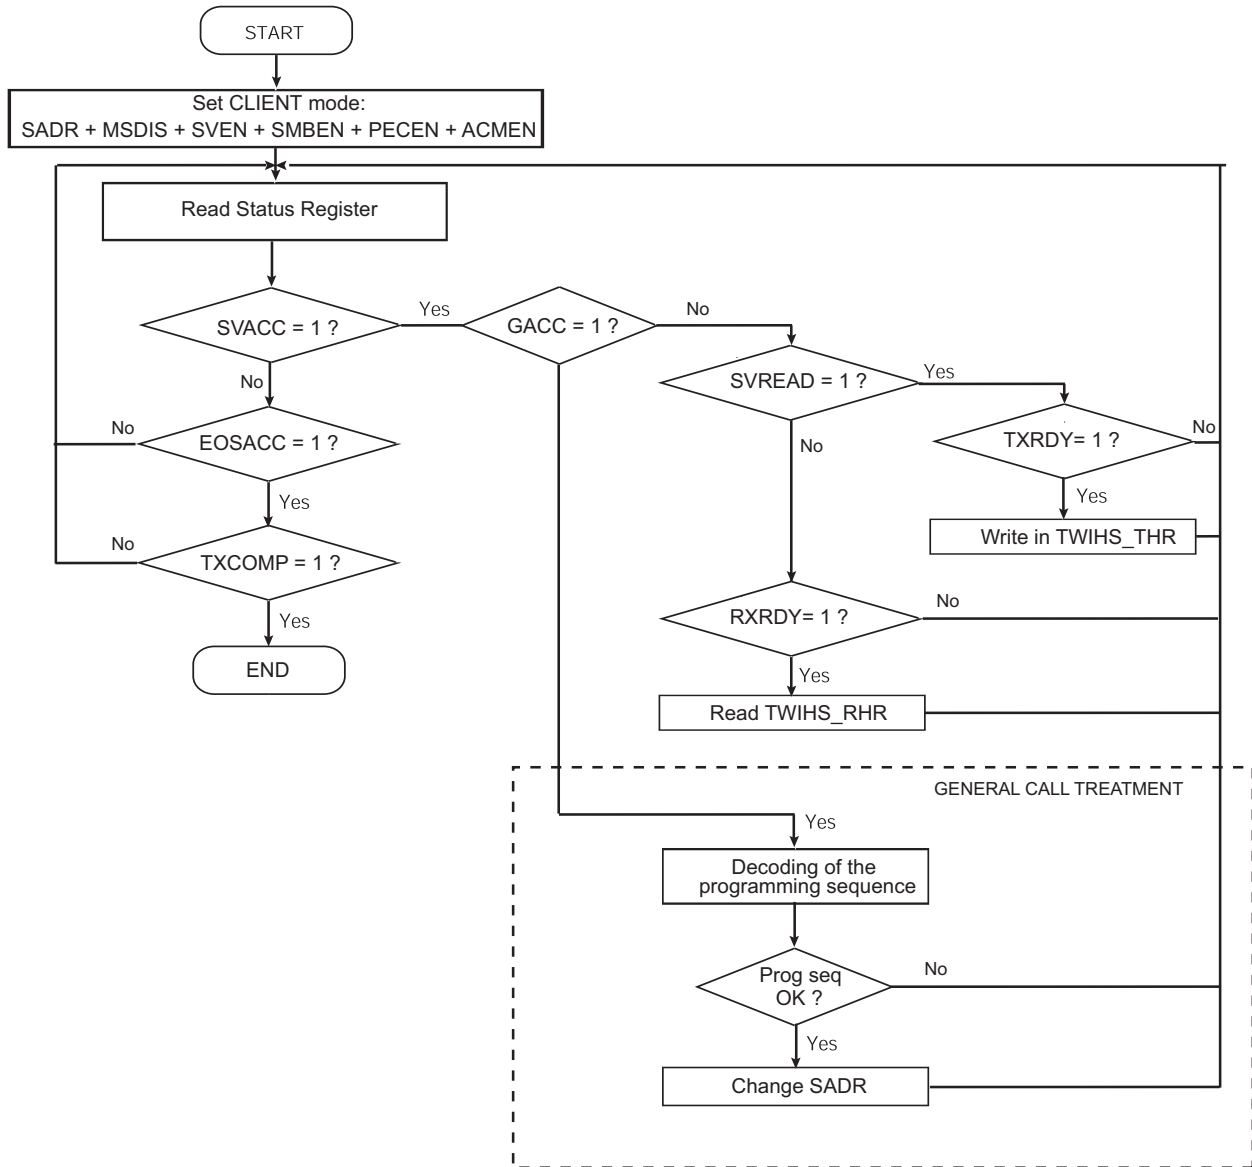 START
Set CLIENT mode:
SADR + MSDIS + SVEN + SMBEN + PECEN + ACMEN
Read Status Register
SVACC = 1 ?
Yes
GACC = 1 ?
No
SVREAD = 1 ?
Yes
No
EOSACC = 1 ?
No
TXRDY= 1 ?
No
No
Yes
Yes
Write in TWIHS_THR
No
TXCOMP = 1 ?
Yes
RXRDY= 1 ?
No
END
Yes
Read TWIHS_RHR
GENERAL CALL TREATMENT
Yes
Decoding of the
programming sequence
Prog seq
OK ?
No
Yes
Change SADR